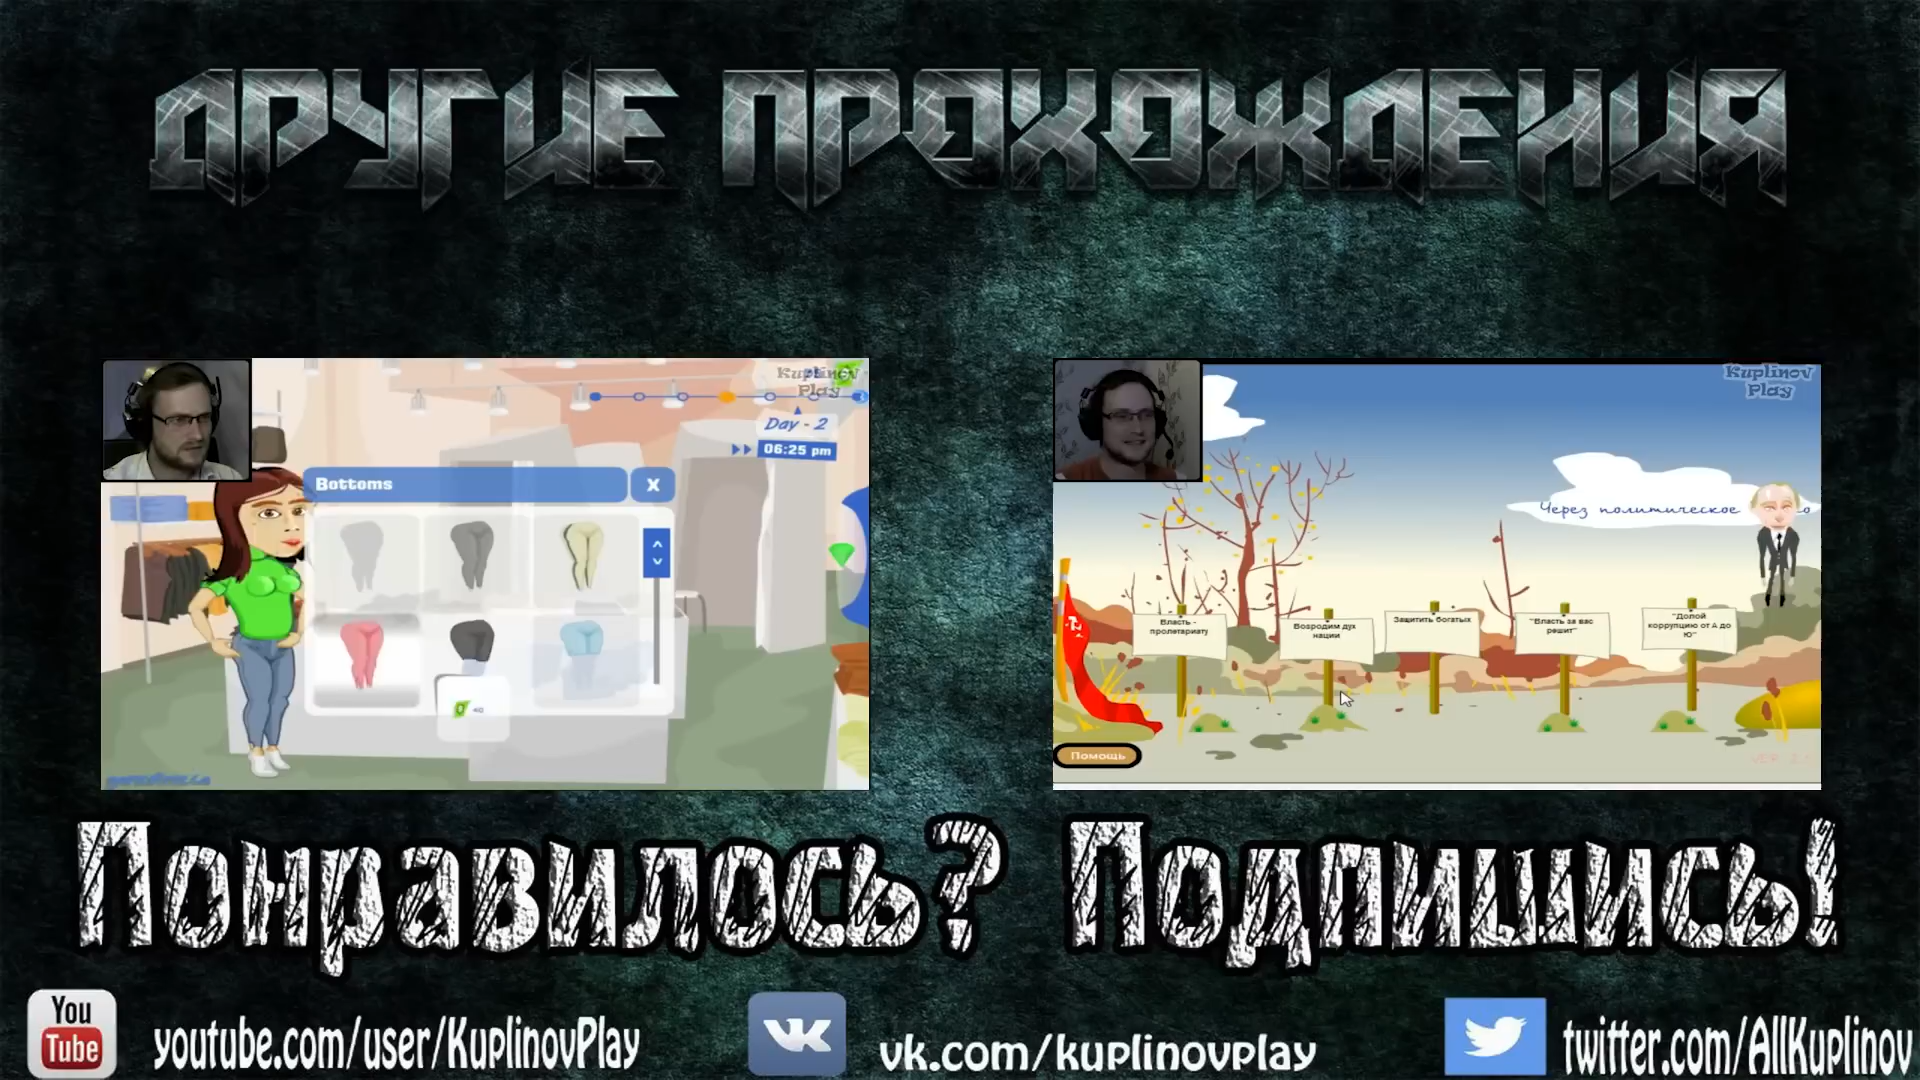 ДРУГИЕ ПРОХОЖДЕНИЯ
Kuplinov
Play
Day - 2
06:25 pm
Bottoms
X
40
Kuplinov
Play
Через политическое
Власть -
пролетариату
Возродим дух
нации
Защитить богатых
"Власть за вас
решит"
"Долой
коррупцию от А до
Ю"
Помощь
Понравилось? Подпишись!
You
Tube
youtube.com/user/KuplinovPlay
vk.com/kuplinovplay
twitter.com/AllKuplinov